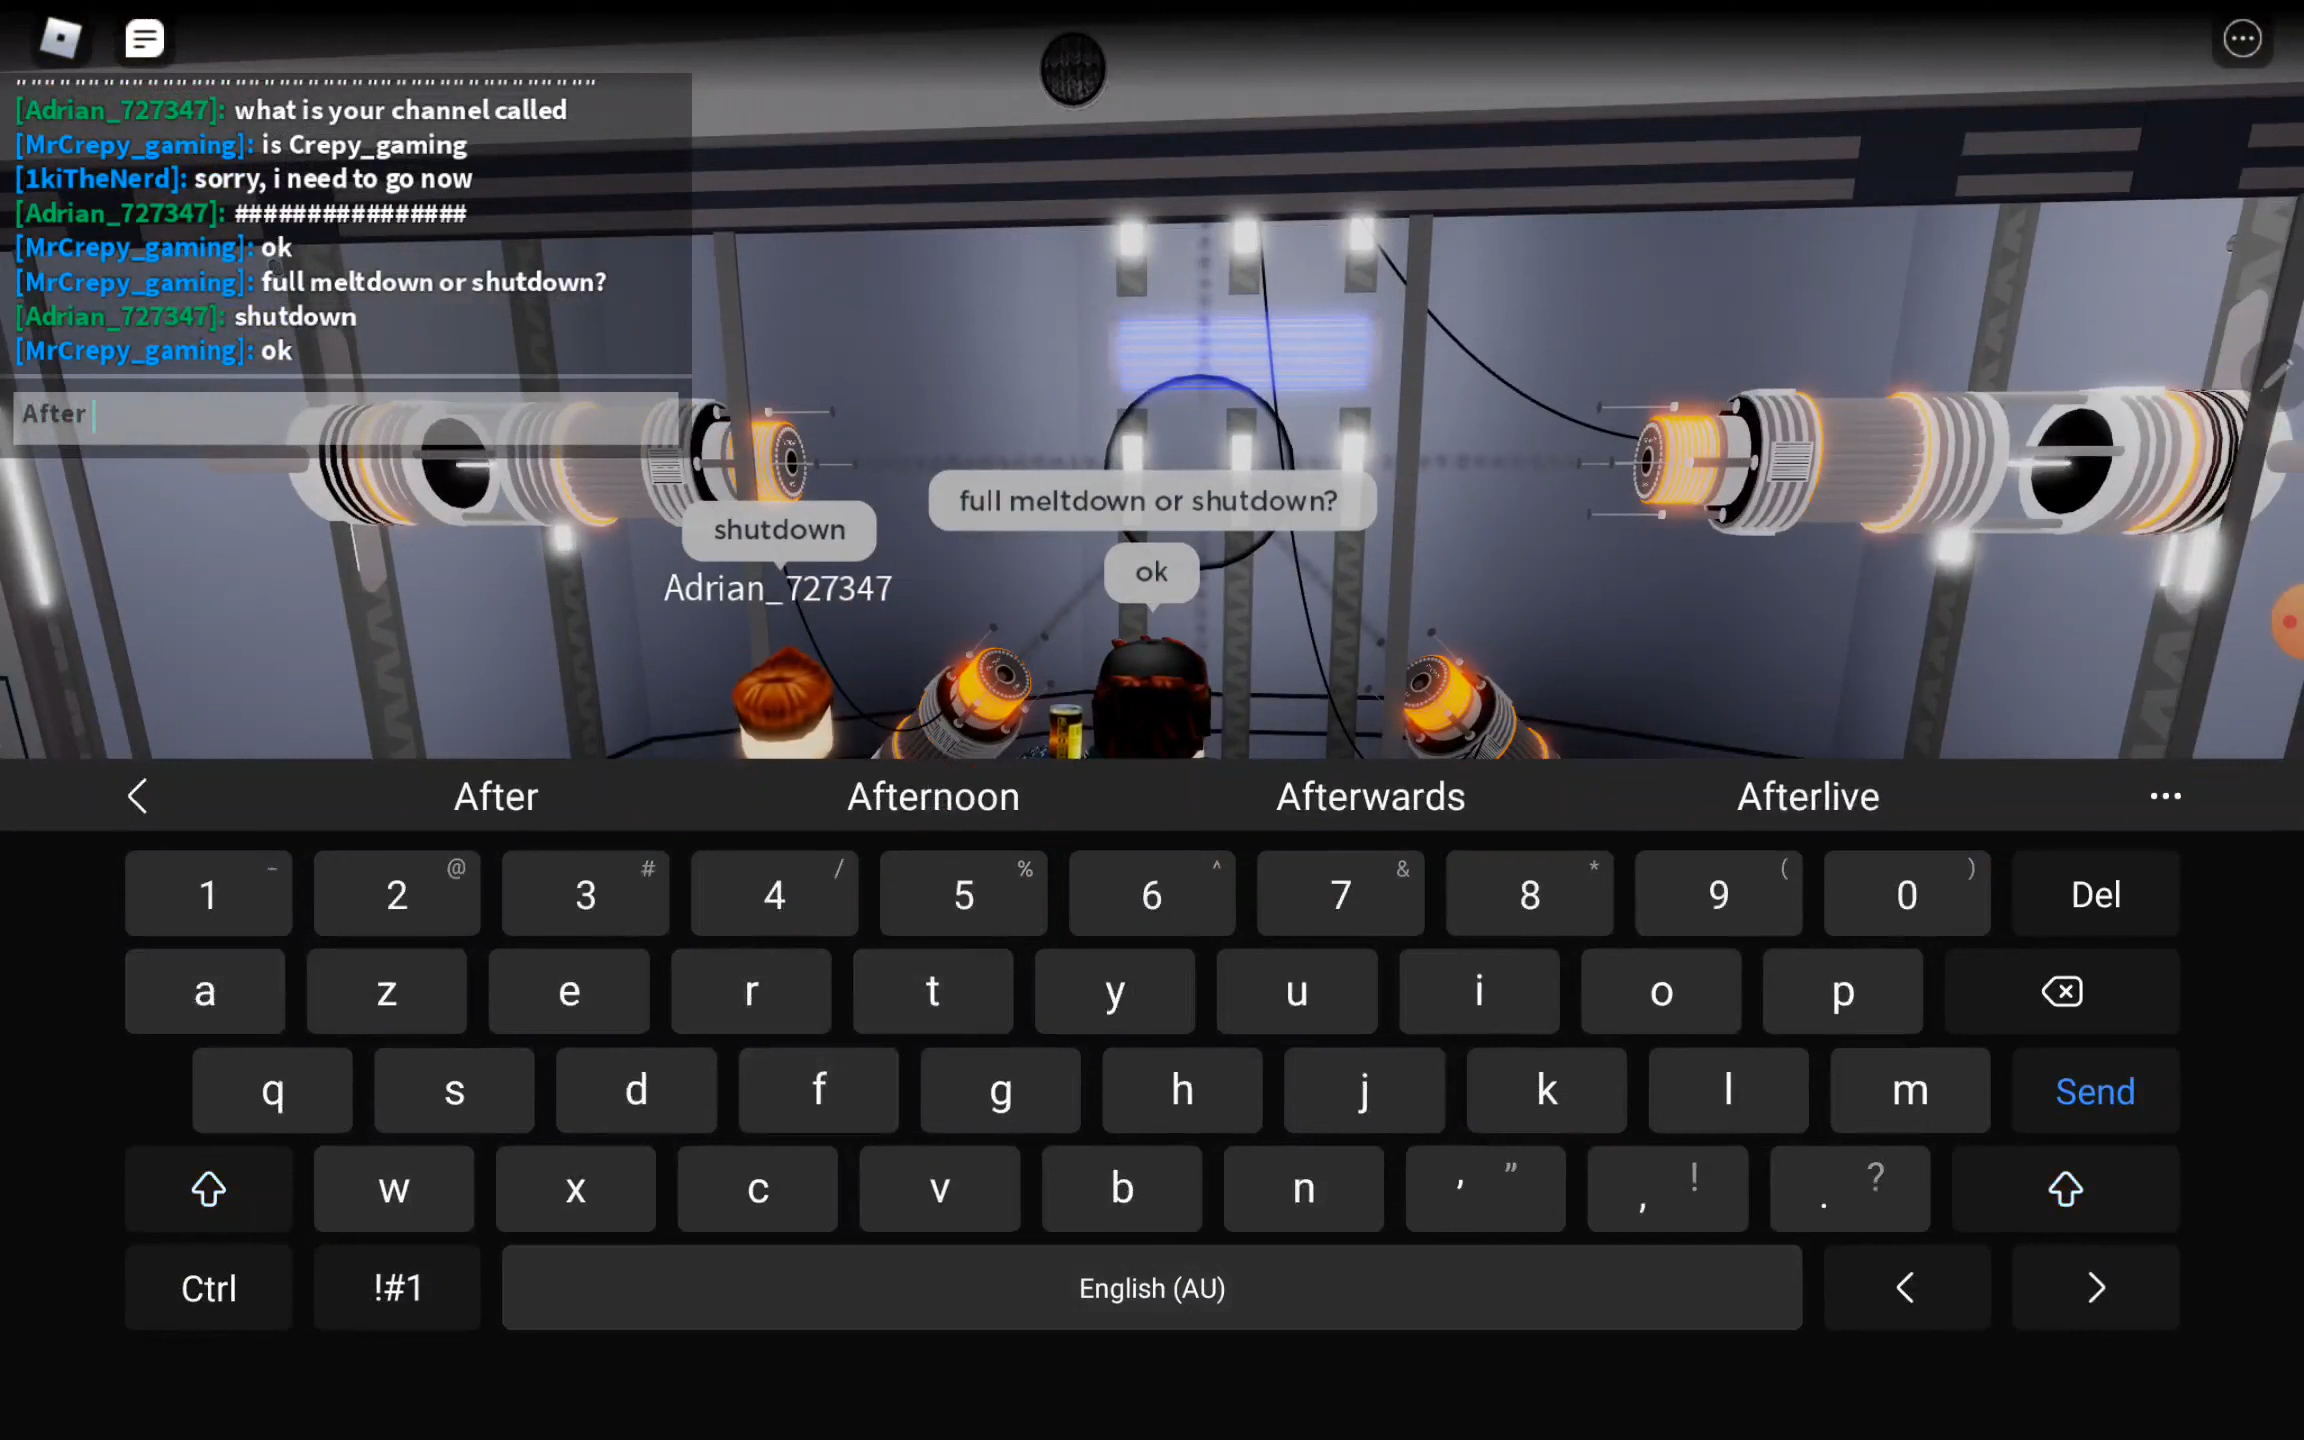 [Adrian_727347]: what is your channel called
[MrCrepy_gaming]: is Crepy_gaming
[1kiTheNerd]: sorry, i need to go now
[Adrian_727347]: ################
[MrCrepy_gaming]: ok
[MrCrepy_gaming]: full meltdown or shutdown?
[Adrian_727347]: shutdown
[MrCrepy_gaming]: ok
After
full meltdown or shutdown?
shutdown
ok
Adrian_727347
After Afternoon Afterwards Afterlive ...
1 - 2 @ 3 # 4 / 5 % 6 ^ 7 & 8 * 9 ( 0 ) Del
a z e r t y u i o p
q s d f g h j k l m Send
w x c v b n ' " , ! . ?
Ctrl !#1 English (AU) < >